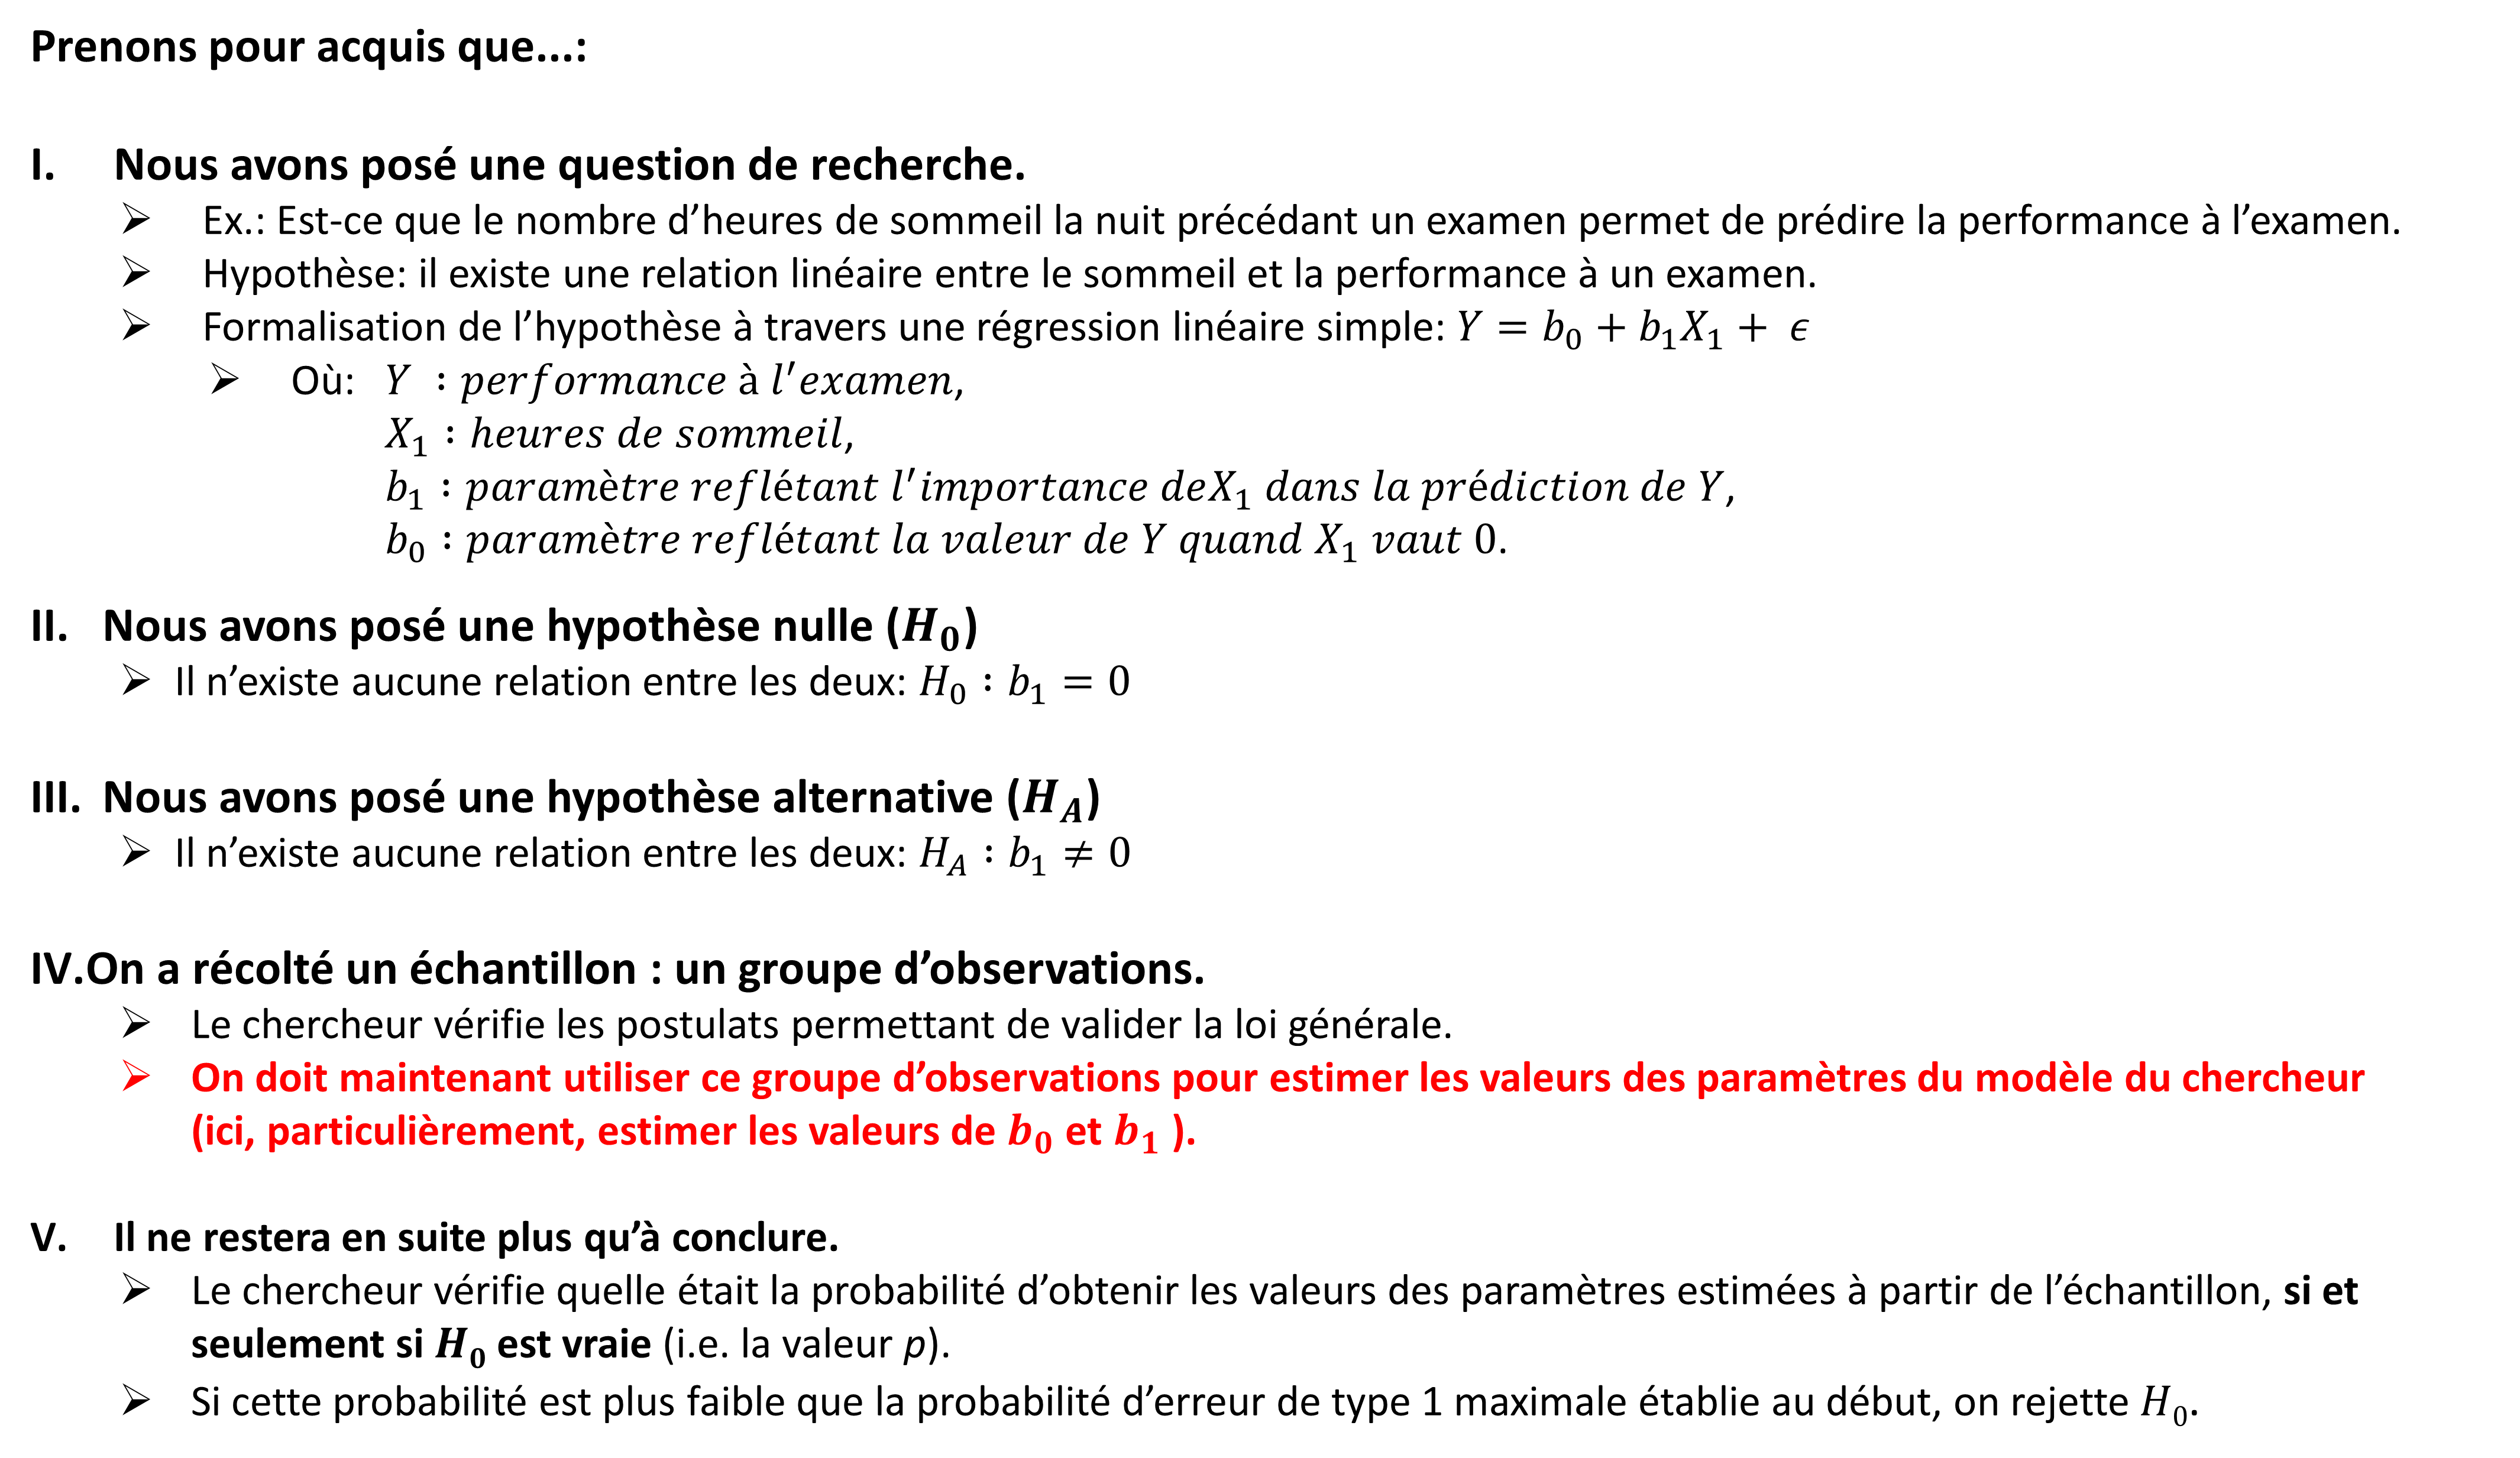 Prenons pour acquis que...:
I. Nous avons posé une question de recherche.
➢ Ex.: Est-ce que le nombre d’heures de sommeil la nuit précédant un examen permet de prédire la performance à l’examen.
➢ Hypothèse: il existe une relation linéaire entre le sommeil et la performance à un examen.
➢ Formalisation de l’hypothèse à travers une régression linéaire simple: Y = b₀ + b₁X₁ + ϵ
➢ Où: Y : performance à l′examen,
X₁ : heures de sommeil,
b₁ : paramètre reflétant l′importance deX₁ dans la prédiction de Y,
b₀ : paramètre reflétant la valeur de Y quand X₁ vaut 0.
II. Nous avons posé une hypothèse nulle (H₀)
➢ Il n’existe aucune relation entre les deux: H₀ : b₁ = 0
III. Nous avons posé une hypothèse alternative (H_A)
➢ Il n’existe aucune relation entre les deux: H_A : b₁ ≠ 0
IV.On a récolté un échantillon : un groupe d’observations.
➢ Le chercheur vérifie les postulats permettant de valider la loi générale.
➢ On doit maintenant utiliser ce groupe d’observations pour estimer les valeurs des paramètres du modèle du chercheur
(ici, particulièrement, estimer les valeurs de b₀ et b₁ ).
V. Il ne restera en suite plus qu’à conclure.
➢ Le chercheur vérifie quelle était la probabilité d’obtenir les valeurs des paramètres estimées à partir de l’échantillon, si et
seulement si H₀ est vraie (i.e. la valeur p).
➢ Si cette probabilité est plus faible que la probabilité d’erreur de type 1 maximale établie au début, on rejette H₀.